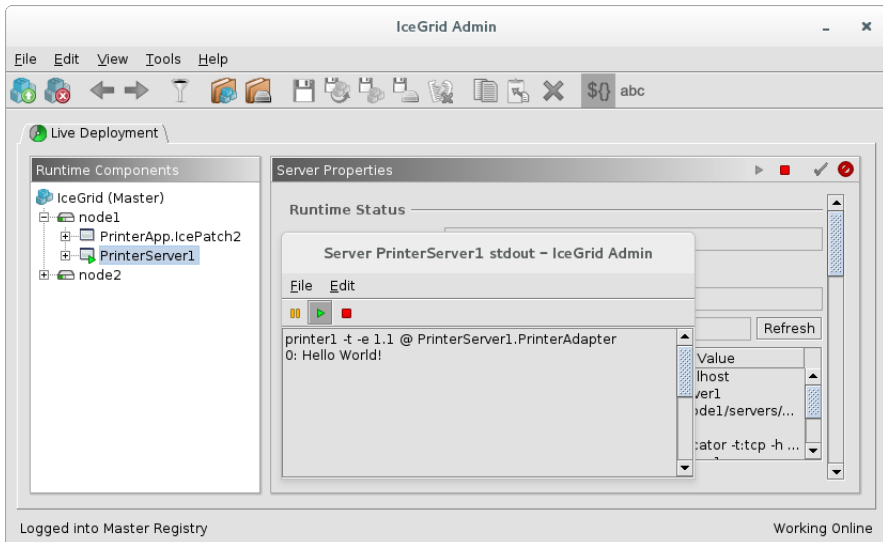 IceGrid Admin
File Edit View Tools Help
${} abc
Live Deployment
Runtime Components
IceGrid (Master)
node1
PrinterApp.IcePatch2
PrinterServer1
node2
Server Properties
Runtime Status
Refresh
Value
lhost
ver1
ode1/servers/...
cator -t:tcp -h ...
Server PrinterServer1 stdout – IceGrid Admin
File Edit
printer1 -t -e 1.1 @ PrinterServer1.PrinterAdapter
0: Hello World!
Logged into Master Registry
Working Online